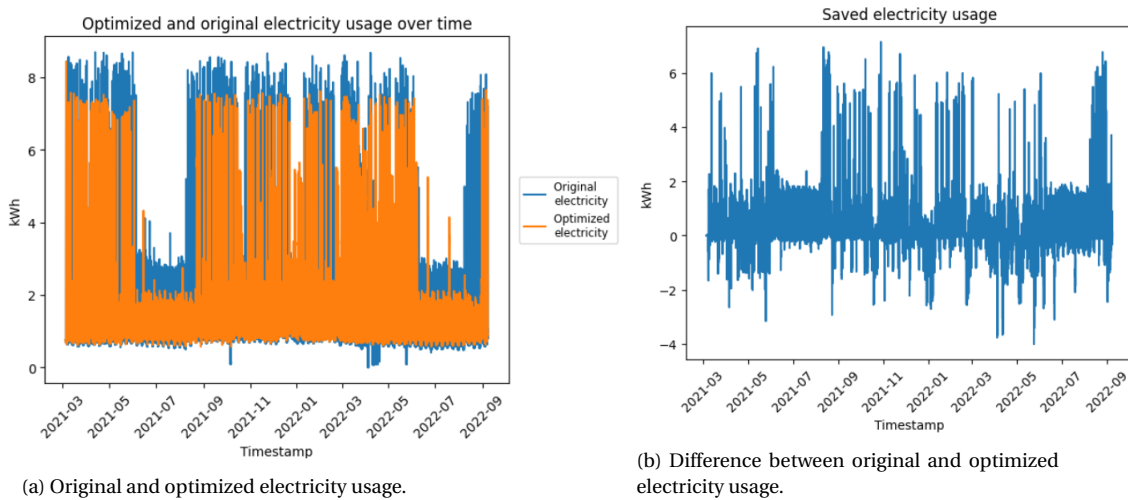 Optimized and original electricity usage over time
kWh
8
6
4
2
0
2021-03
2021-05
2021-07
2021-09
2021-11
2022-01
2022-03
2022-05
2022-07
2022-09
Timestamp
Original
electricity
Optimized
electricity
(a) Original and optimized electricity usage.
Saved electricity usage
kWh
6
4
2
0
−2
−4
2021-03
2021-05
2021-07
2021-09
2021-11
2022-01
2022-03
2022-05
2022-07
2022-09
Timestamp
(b) Difference between original and optimized
electricity usage.